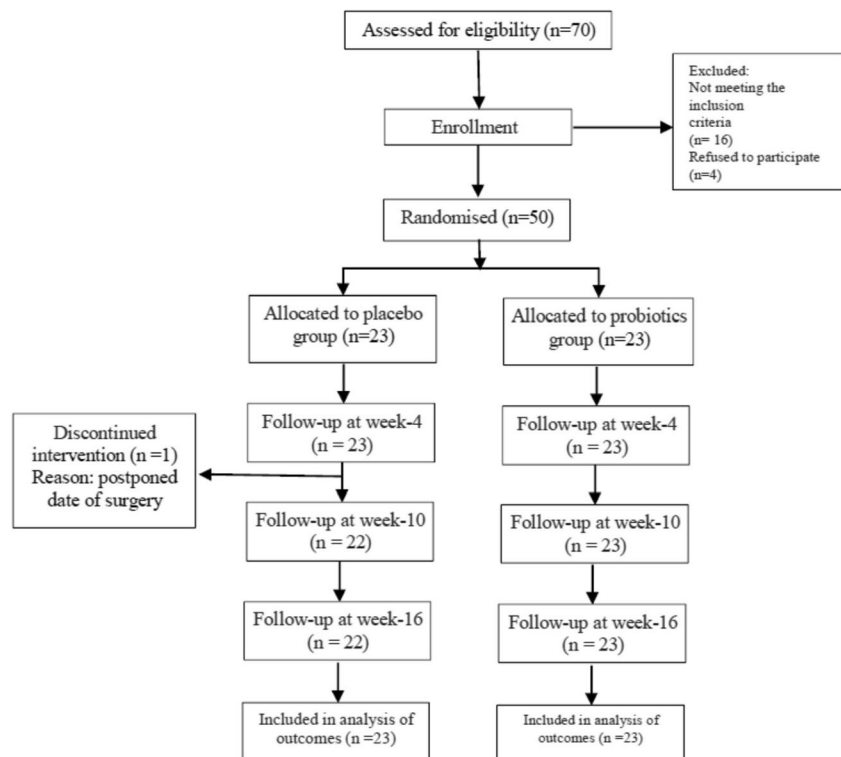 Assessed for eligibility (n=70)
Excluded:
Not meeting the
inclusion
criteria
(n= 16)
Refused to participate
(n=4)
Enrollment
Randomised (n=50)
Allocated to placebo
group (n=23)
Allocated to probiotics
group (n=23)
Follow-up at week-4
(n = 23)
Follow-up at week-4
(n = 23)
Discontinued
intervention (n =1)
Reason: postponed
date of surgery
Follow-up at week-10
(n = 22)
Follow-up at week-10
(n = 23)
Follow-up at week-16
(n = 22)
Follow-up at week-16
(n = 23)
Included in analysis of
outcomes (n =23)
Included in analysis of
outcomes (n =23)